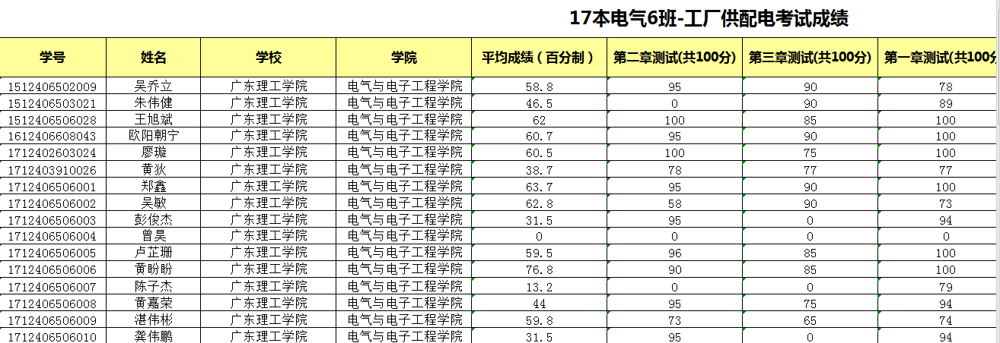 17本电气6班-工厂供配电考试成绩
学号 姓名 学校 学院 平均成绩（百分制） 第二章测试(共100分) 第三章测试(共100分) 第一章测试(共100分
1512406502009 吴乔立 广东理工学院 电气与电子工程学院 58.8 95 90 78
1512406503021 朱伟健 广东理工学院 电气与电子工程学院 46.5 0 90 89
1512406506028 王旭斌 广东理工学院 电气与电子工程学院 62 100 85 100
1612406608043 欧阳朝宁 广东理工学院 电气与电子工程学院 60.7 95 90 100
1712402603024 廖璇 广东理工学院 电气与电子工程学院 60.5 100 75 100
1712403910026 黄狄 广东理工学院 电气与电子工程学院 38.7 78 77 77
1712406506001 郑鑫 广东理工学院 电气与电子工程学院 63.7 95 90 100
1712406506002 吴敏 广东理工学院 电气与电子工程学院 62.8 58 90 73
1712406506003 彭俊杰 广东理工学院 电气与电子工程学院 31.5 95 0 94
1712406506004 曾昊 广东理工学院 电气与电子工程学院 0 0 0 0
1712406506005 卢芷珊 广东理工学院 电气与电子工程学院 59.5 96 85 100
1712406506006 黄盼盼 广东理工学院 电气与电子工程学院 76.8 90 85 100
1712406506007 陈子杰 广东理工学院 电气与电子工程学院 13.2 0 0 79
1712406506008 黄嘉荣 广东理工学院 电气与电子工程学院 44 95 75 94
1712406506009 湛伟彬 广东理工学院 电气与电子工程学院 59.8 73 65 74
1712406506010 龚伟鹏 广东理工学院 电气与电子工程学院 31.5 95 0 94